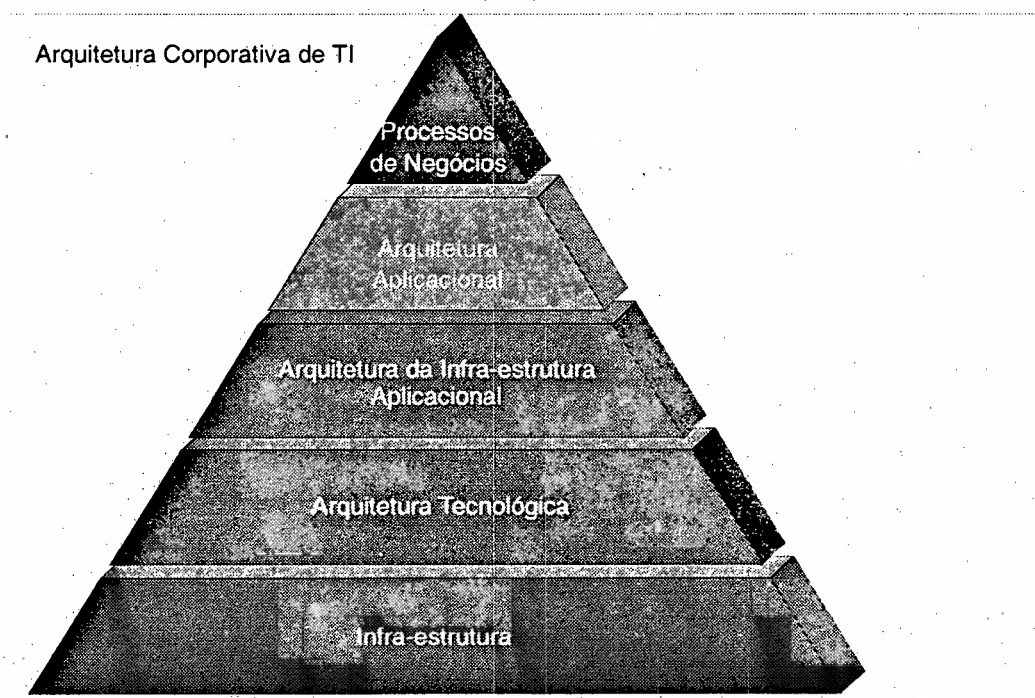 Arquitetura Corporativa de TI
Processos
de Negócios
Arquitetura
Aplicacional
Arquitetura da Infra-estrutura
Aplicacional
Arquitetura Tecnológica
Infra-estrutura